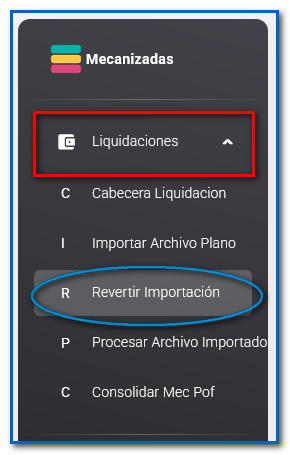 Mecanizadas
Liquidaciones
C Cabecera Liquidacion
I Importar Archivo Plano
R Revertir Importación
P Procesar Archivo Importado
C Consolidar Mec Pof